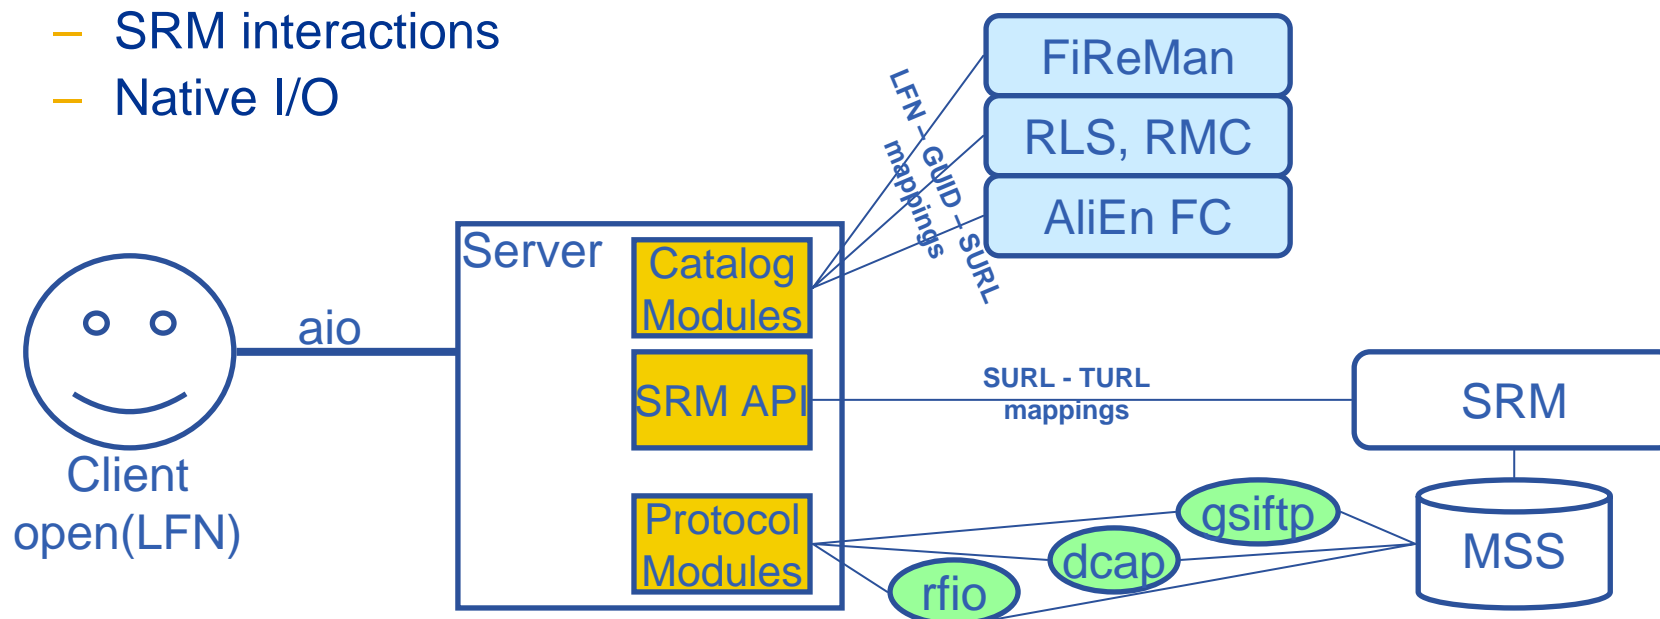 – SRM interactions
– Native I/O
FiReMan
RLS, RMC
AliEn FC
LFN – GUID – SURL
mappings
Server
Catalog
Modules
aio
SRM API
SURL - TURL
mappings
SRM
Client
open(LFN)
Protocol
Modules
gsiftp
dcap
rfio
MSS